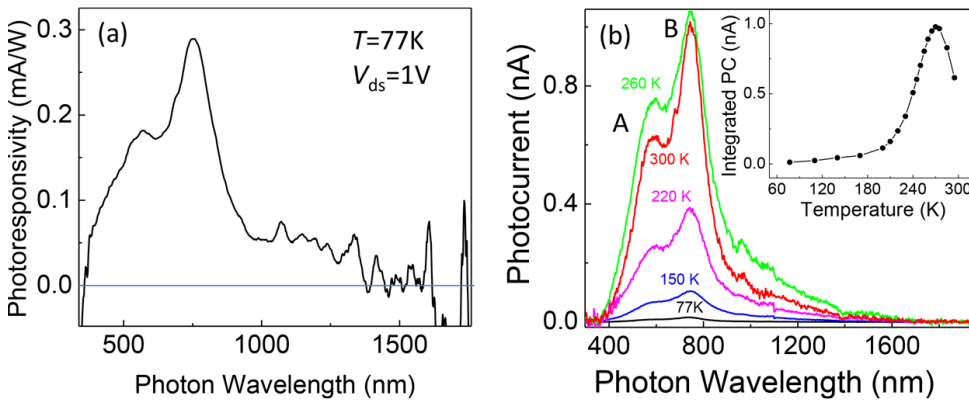 (a)
T=77K
Vds=1V
Photoresponsivity (mA/W)
0.3
0.2
0.1
0.0
500
1000
1500
Photon Wavelength (nm)
(b)
B
A
260 K
300 K
220 K
150 K
77K
Photocurrent (nA)
0.8
0.4
0.0
400
800
1200
1600
Photon Wavelength (nm)
Integrated PC (nA)
1.0
0.5
0.0
60
120
180
240
300
Temperature (K)